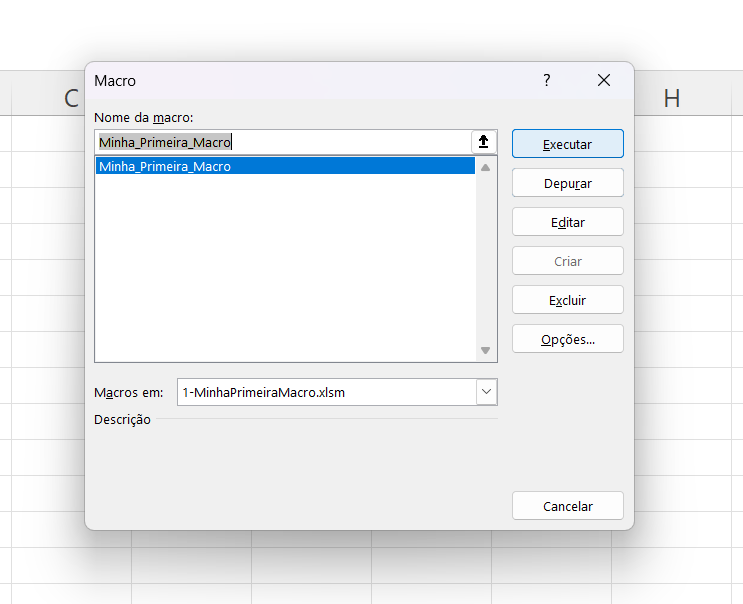 Macro ?
C H
Nome da macro:
Minha_Primeira_Macro
Executar
Minha_Primeira_Macro
Depurar
Editar
Criar
Excluir
Opções...
Macros em: 1-MinhaPrimeiraMacro.xlsm
Descrição
Cancelar